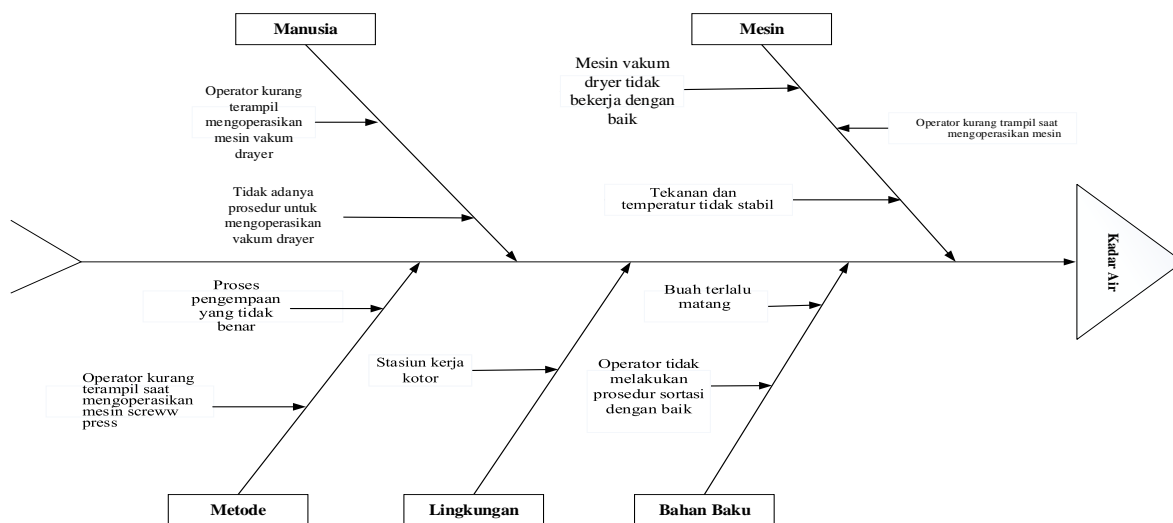 Manusia
Mesin
Operator kurang
terampil
mengoperasikan
mesin vakum
drayer
Tidak adanya
prosedur untuk
mengoperasikan
vakum drayer
Mesin vakum
dryer tidak
bekerja dengan
baik
Operator kurang trampil saat
mengoperasikan mesin
Tekanan dan
temperatur tidak stabil
Kadar Air
Proses
pengempaan
yang tidak
benar
Operator kurang
terampil saat
mengoperasikan
mesin screww
press
Stasiun kerja
kotor
Buah terlalu
matang
Operator tidak
melakukan
prosedur sortasi
dengan baik
Metode
Lingkungan
Bahan Baku